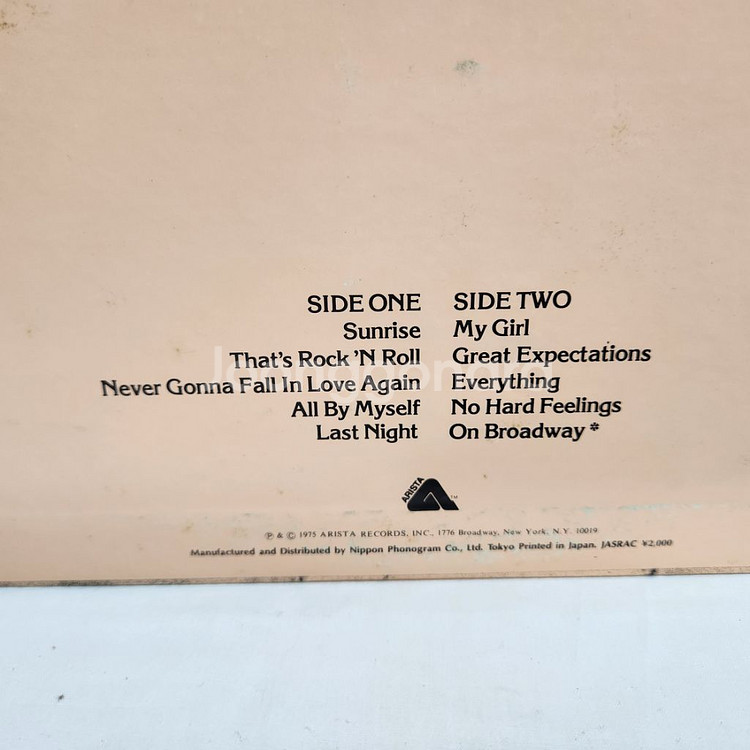 SIDE ONE
Sunrise
That's Rock 'N Roll
Never Gonna Fall In Love Again
All By Myself
Last Night
SIDE TWO
My Girl
Great Expectations
Everything
No Hard Feelings
On Broadway *
ARISTA TM
Ⓟ & © 1975 ARISTA RECORDS, INC., 1776 Broadway, New York, N.Y. 10019
Manufactured and Distributed by Nippon Phonogram Co., Ltd. Tokyo Printed in Japan. JASRAC ¥2,000